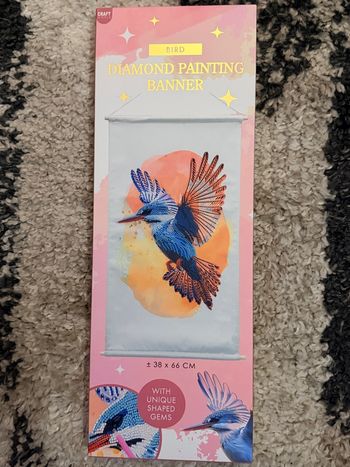 CRAFT
BIRD
DIAMOND PAINTING
BANNER
± 38 x 66 CM
WITH
UNIQUE
SHAPED
GEMS